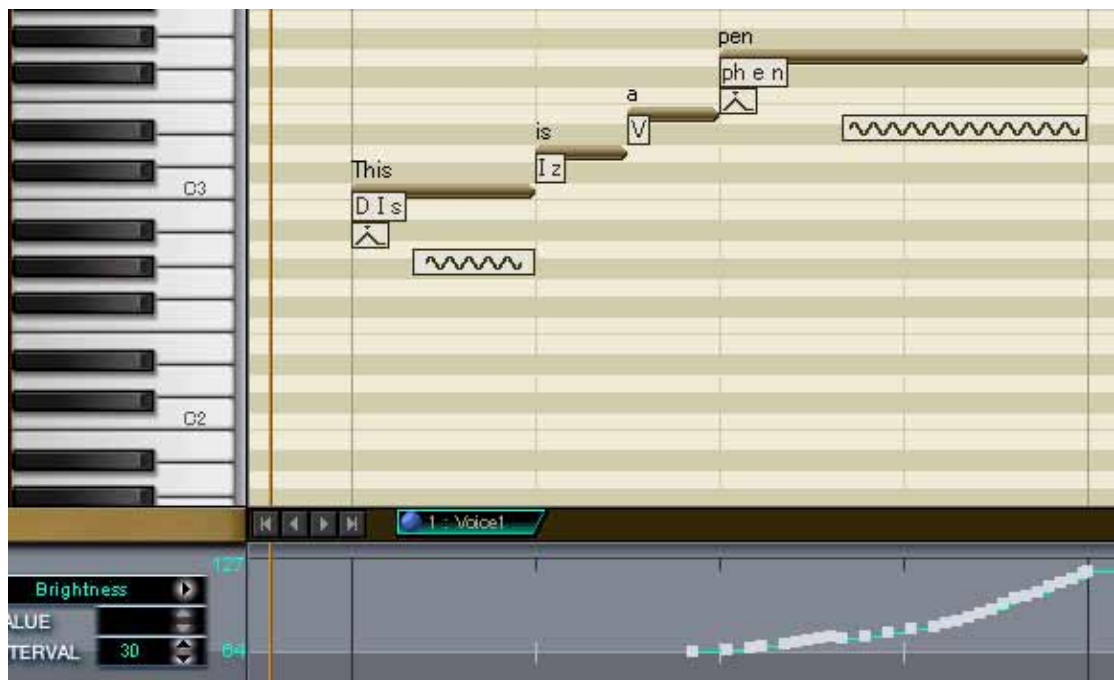 pen
ph e n
a
V
is
I z
This
D I s
C3
C2
1 : Voice1
127
Brightness
ALUE
TERVAL 30
64